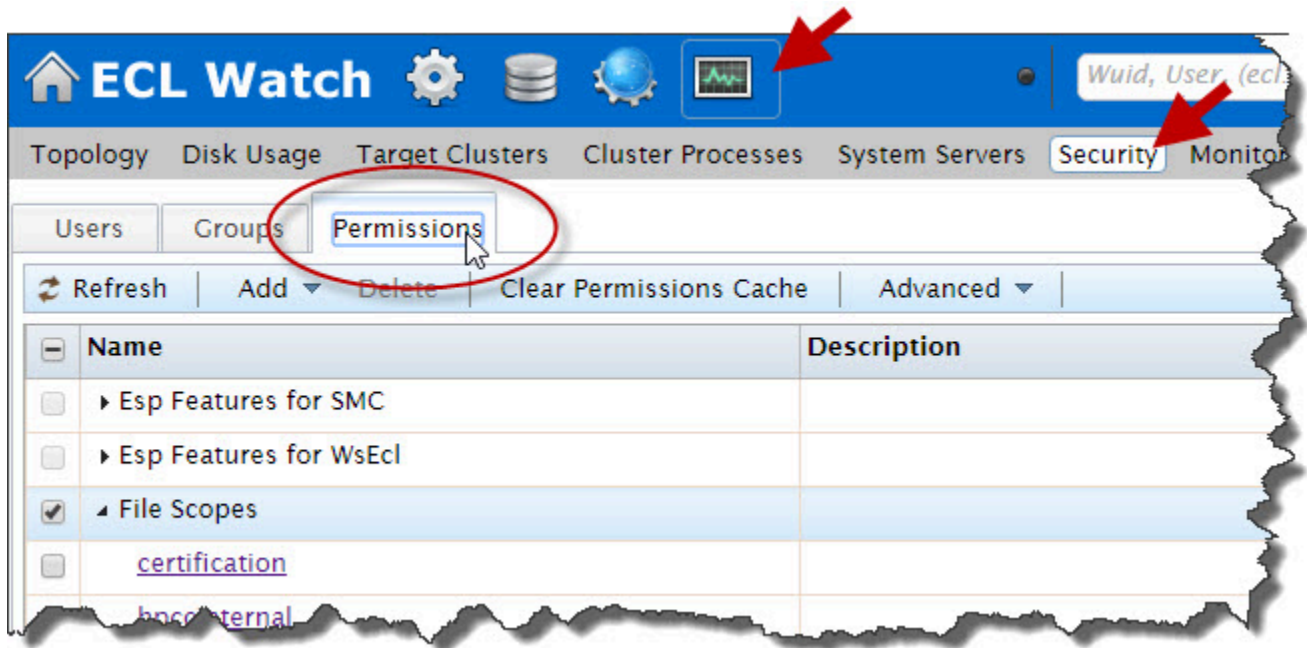 ECL Watch
Wuid, User, (ecl
Topology Disk Usage Target Clusters Cluster Processes System Servers Security Monitor
Users Groups Permissions
Refresh Add Delete Clear Permissions Cache Advanced
Name Description
Esp Features for SMC
Esp Features for WsEcl
File Scopes
certification